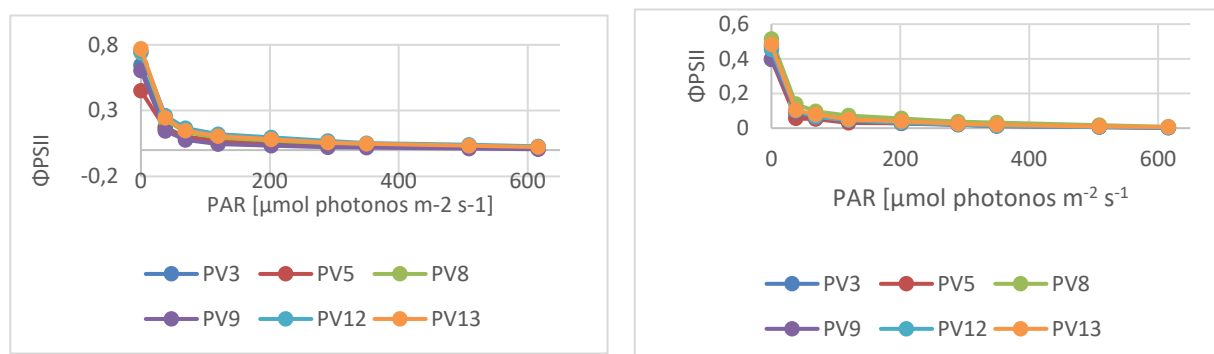 0,8
0,3
-0,2
ΦPSII
0 200 400 600
PAR [µmol photonos m-2 s-1]
PV3 PV5 PV8
PV9 PV12 PV13
0,6
0,4
0,2
0
ΦPSII
0 200 400 600
PAR [µmol photonos m⁻² s⁻¹
PV3 PV5 PV8
PV9 PV12 PV13